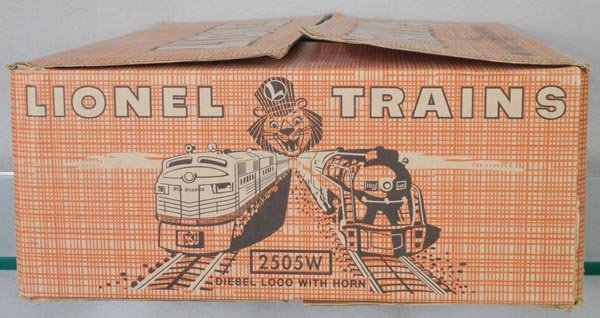 LIONEL TRAINS
L
Rio Grande
2505W
DIESEL LOCO WITH HORN